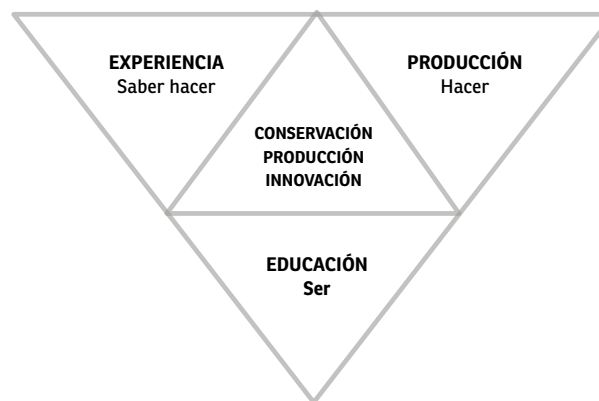 EXPERIENCIA
Saber hacer
PRODUCCIÓN
Hacer
CONSERVACIÓN
PRODUCCIÓN
INNOVACIÓN
EDUCACIÓN
Ser